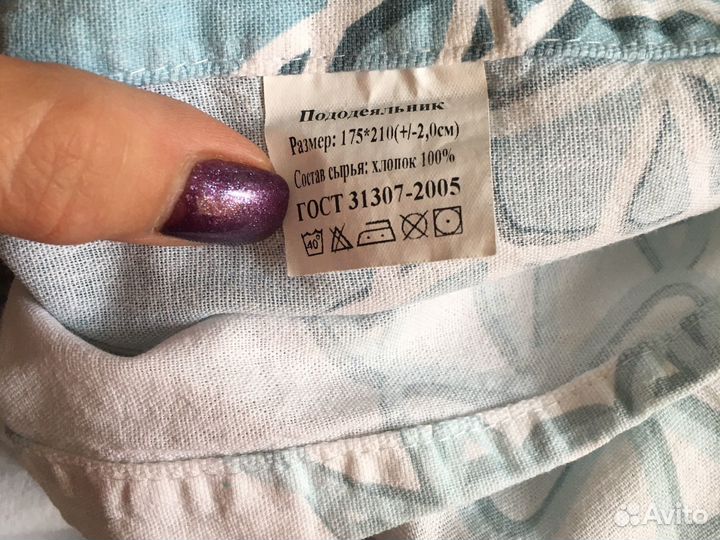 Пододеяльник
Размер: 175*210(+/-2,0см)
Состав сырья: хлопок 100%
ГОСТ 31307-2005
40
Avito